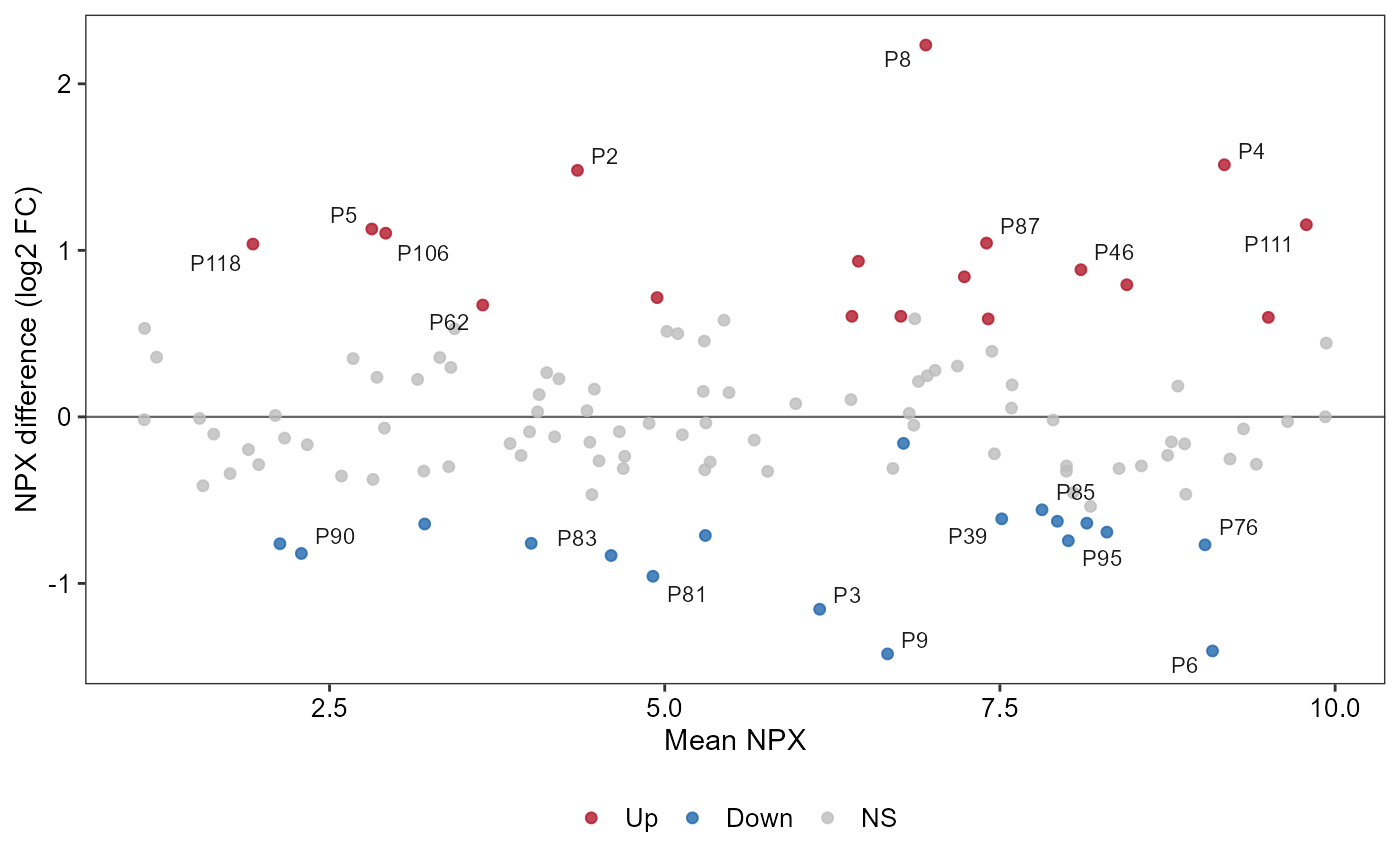 NPX difference (log2 FC)
2
1
0
-1
P8
P2
P4
P5
P87
P106
P118
P46
P111
P62
P85
P90
P83
P39
P76
P95
P81
P3
P9
P6
2.5 5.0 7.5 10.0
Mean NPX
Up Down NS